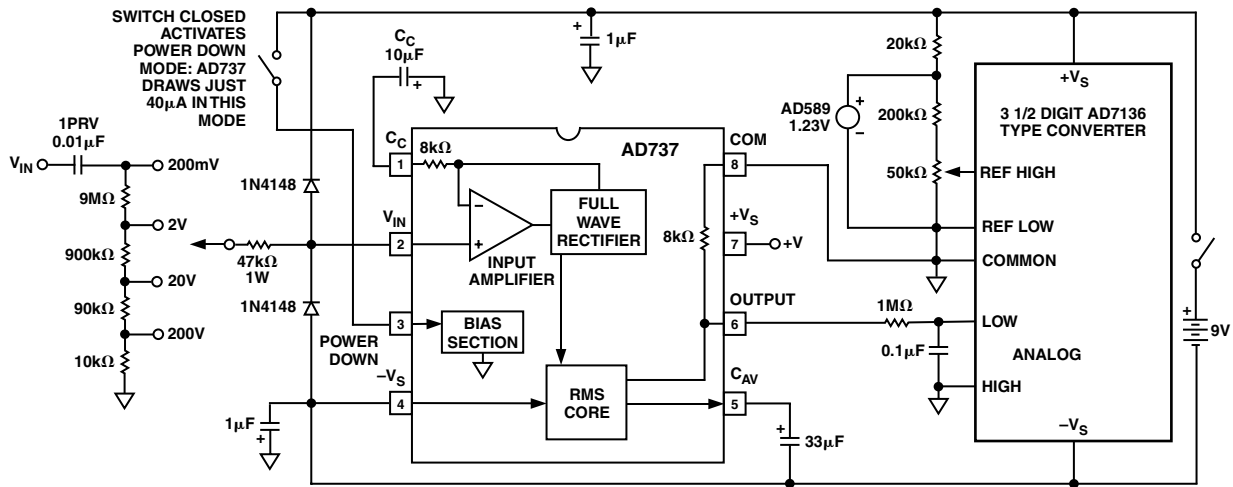 SWITCH CLOSED
ACTIVATES
POWER DOWN
MODE: AD737
DRAWS JUST
40µA IN THIS
MODE
CC
10µF
+
+
1µF
20kΩ
AD589
1.23V
+
–
200kΩ
50kΩ
+VS
3 1/2 DIGIT AD7136
TYPE CONVERTER
REF HIGH
REF LOW
COMMON
LOW
ANALOG
HIGH
–VS
1PRV
0.01µF
VIN
200mV
9MΩ
2V
900kΩ
20V
90kΩ
200V
10kΩ
1N4148
47kΩ
1W
1N4148
CC
1
8kΩ
AD737
COM
8
VIN
2
–
+
INPUT
AMPLIFIER
FULL
WAVE
RECTIFIER
8kΩ
+VS
7
+V
OUTPUT
6
1MΩ
0.1µF
3
POWER
DOWN
BIAS
SECTION
–VS
4
RMS
CORE
CAV
5
1µF
+
+
33µF
+
9V